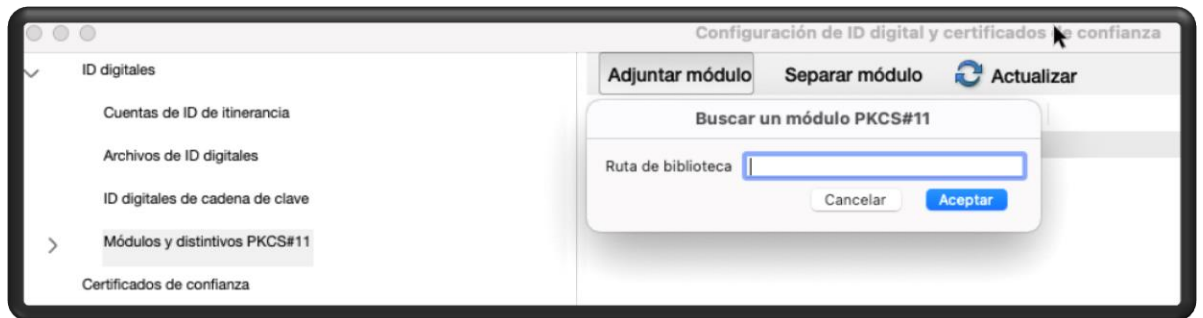 Configuración de ID digital y certificados de confianza
ID digitales
Cuentas de ID de itinerancia
Archivos de ID digitales
ID digitales de cadena de clave
Módulos y distintivos PKCS#11
Certificados de confianza
Adjuntar módulo Separar módulo Actualizar
Buscar un módulo PKCS#11
Ruta de biblioteca
Cancelar Aceptar